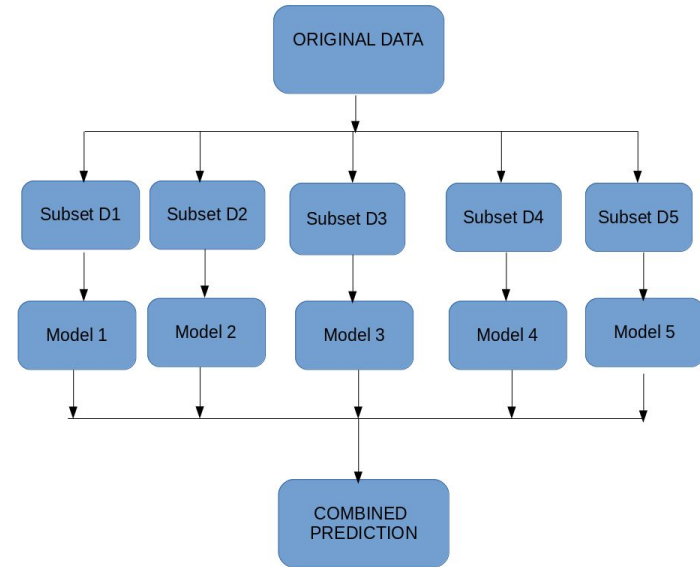 ORIGINAL DATA
Subset D1
Subset D2
Subset D3
Subset D4
Subset D5
Model 1
Model 2
Model 3
Model 4
Model 5
COMBINED
PREDICTION